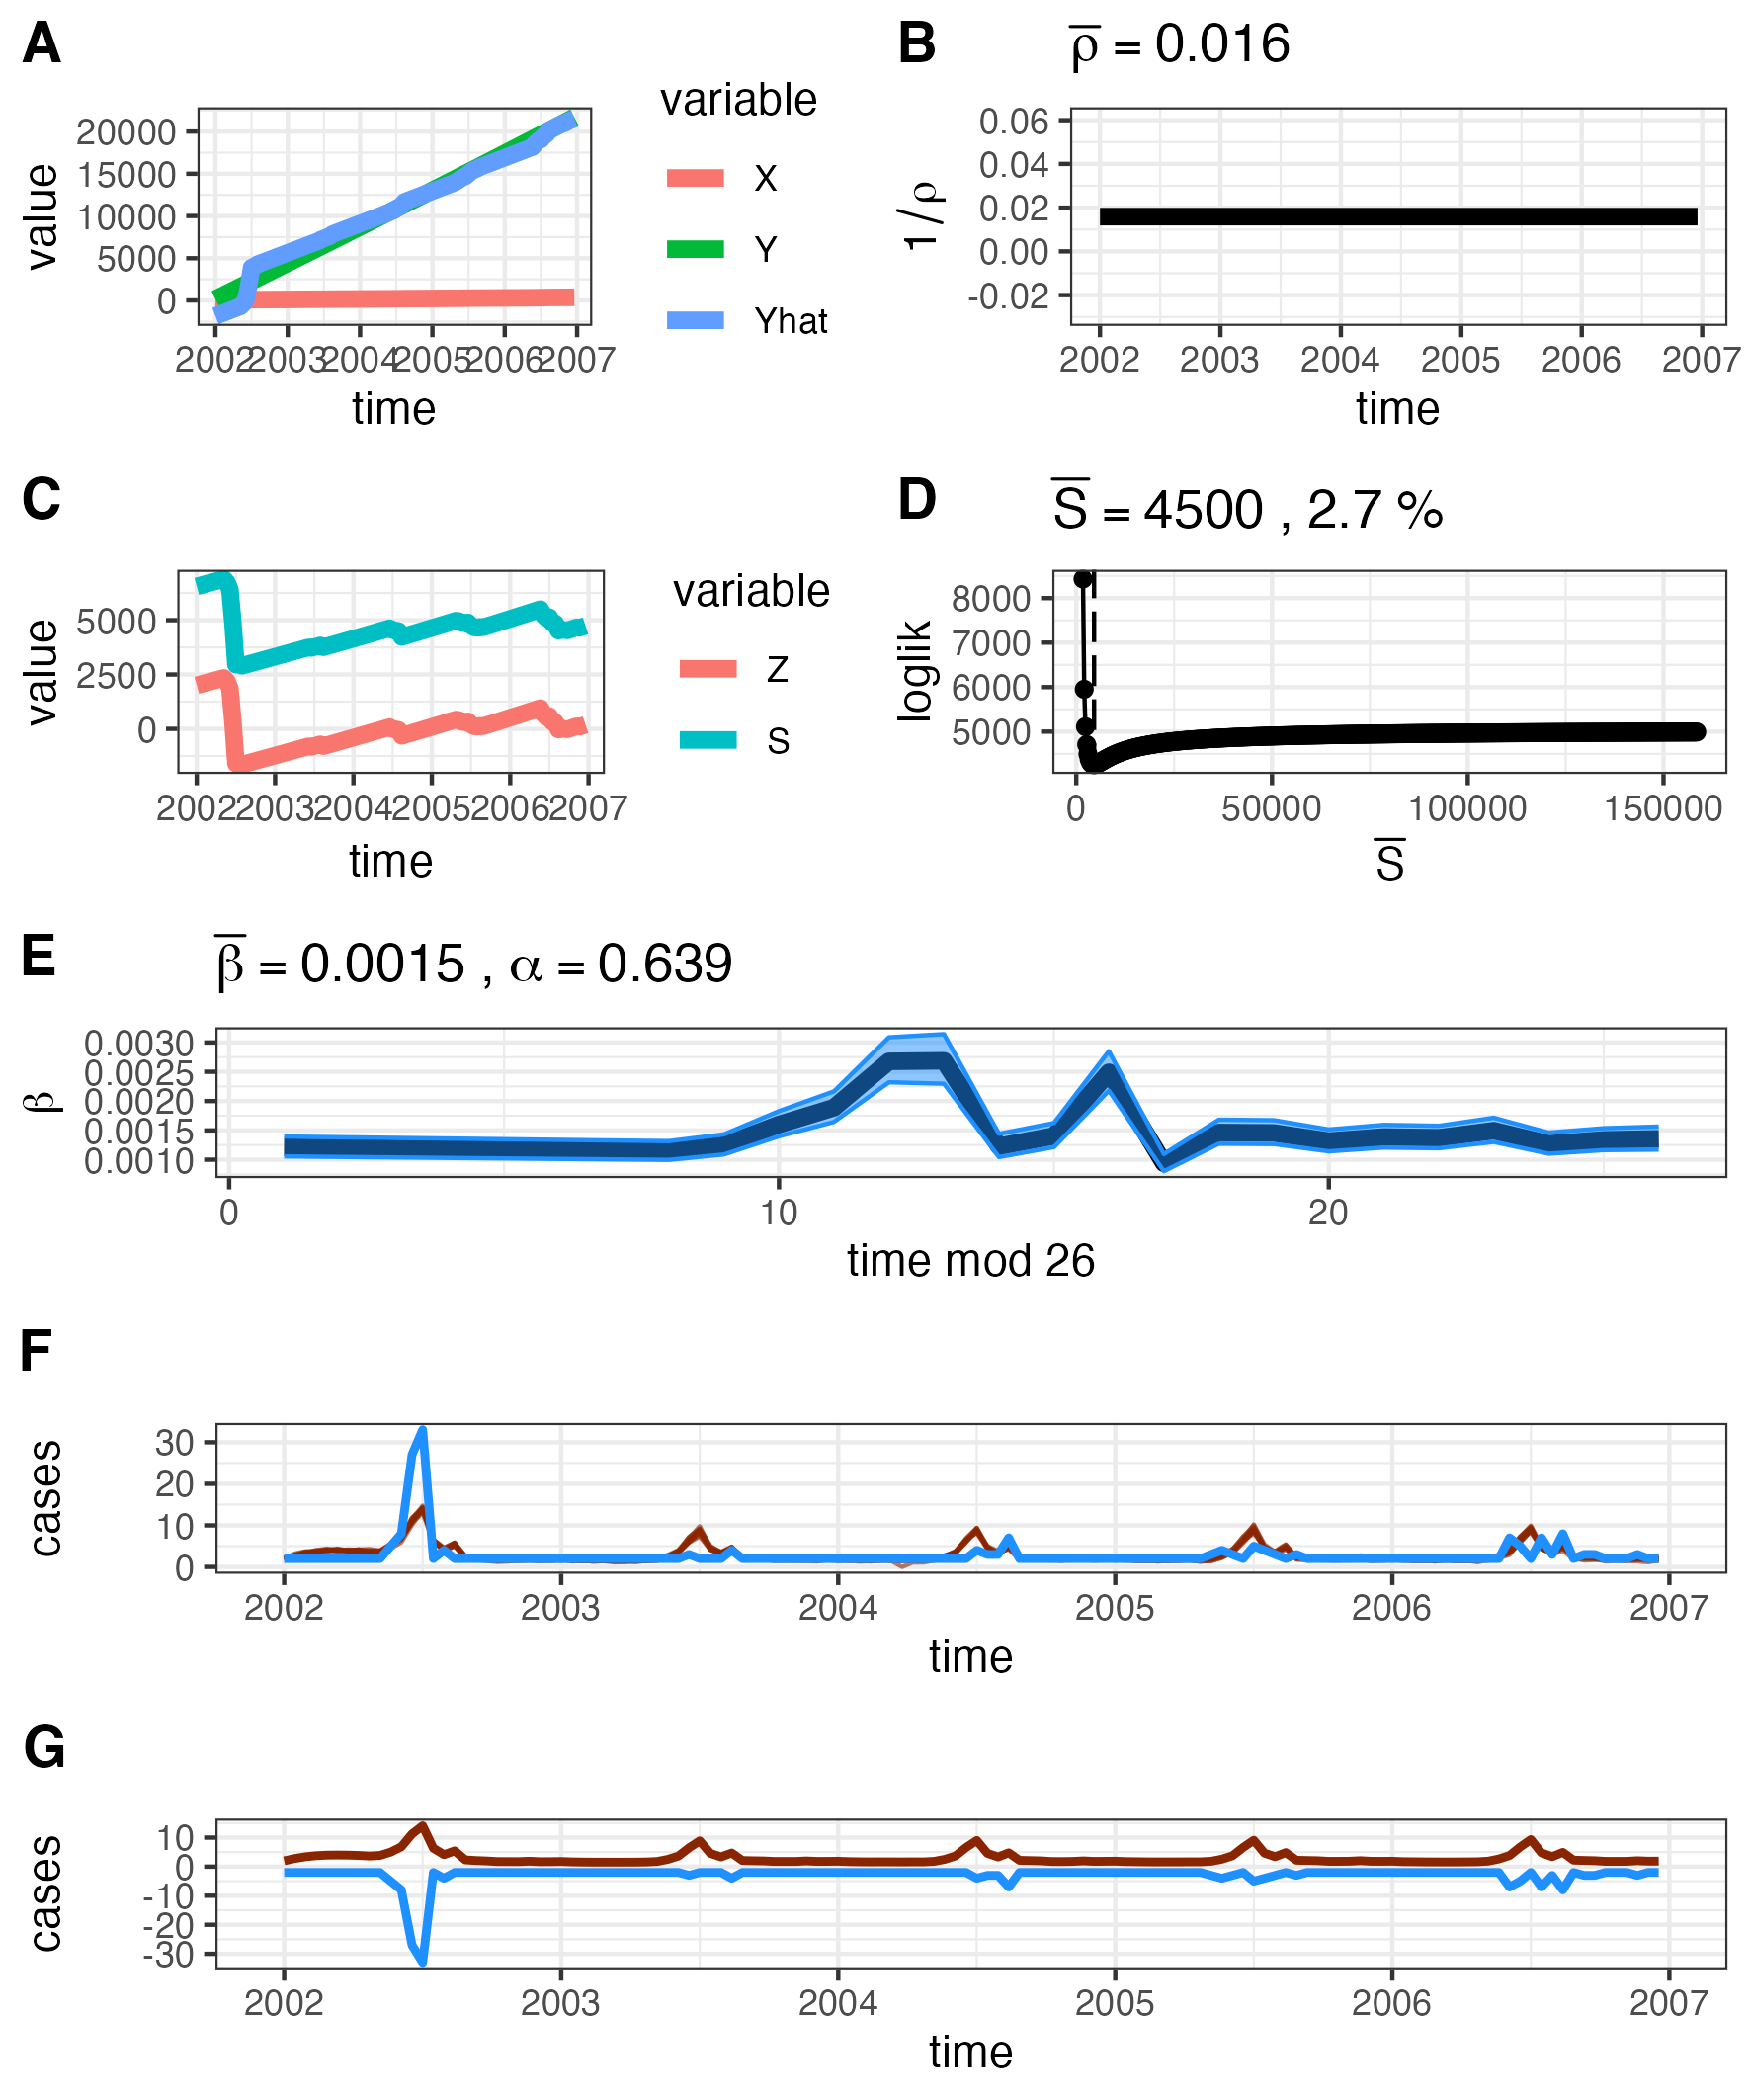 A
value
20000
15000
10000
5000
0
2002 2003 2004 2005 2006 2007
time
variable
X
Y
Yhat
B
ρ̅ = 0.016
1/ρ
0.06
0.04
0.02
0.00
-0.02
2002 2003 2004 2005 2006 2007
time
C
value
5000
2500
0
2002 2003 2004 2005 2006 2007
time
variable
Z
S
D
S̅ = 4500 , 2.7 %
loglik
8000
7000
6000
5000
0 50000 100000 150000
S̅
E
β̅ = 0.0015 , α = 0.639
β
0.0030
0.0025
0.0020
0.0015
0.0010
0 10 20
time mod 26
F
cases
30
20
10
0
2002 2003 2004 2005 2006 2007
time
G
cases
10
0
-10
-20
-30
2002 2003 2004 2005 2006 2007
time